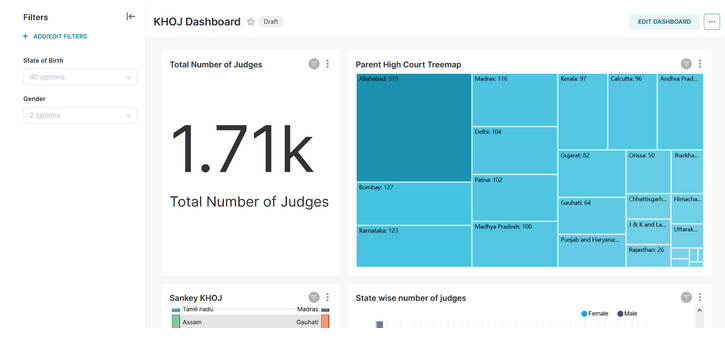 Filters
+ ADD/EDIT FILTERS
State of Birth
40 options
Gender
2 options
KHOJ Dashboard
Draft
EDIT DASHBOARD
Total Number of Judges
1.71k
Total Number of Judges
Parent High Court Treemap
Allahabad: 319
Bombay: 127
Karnataka: 123
Madras: 116
Delhi: 104
Patna: 102
Madhya Pradesh: 100
Kerala: 97
Calcutta: 96
Andhra Prad...
Gujarat: 82
Gauhati: 64
Punjab and Haryana:...
Orissa: 50
Jharkha...
Chhattisgarh...
Himacha...
J & K and La...
Uttarak...
Rajasthan: 26
Sankey KHOJ
Tamil nadu
Madras
Assam
Gauhati
State wise number of judges
Female
Male